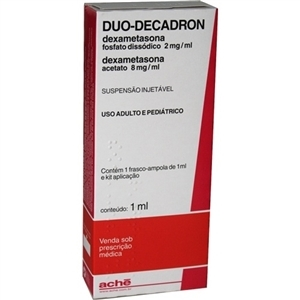 DUO-DECADRON
dexametasona
fosfato dissódico 2 mg/ml
dexametasona
acetato 8 mg/ml
SUSPENSÃO INJETÁVEL
USO ADULTO E PEDIÁTRICO
Contém 1 frasco-ampola de 1ml
e kit aplicação
conteúdo: 1 ml
Venda sob
prescrição
médica
achē